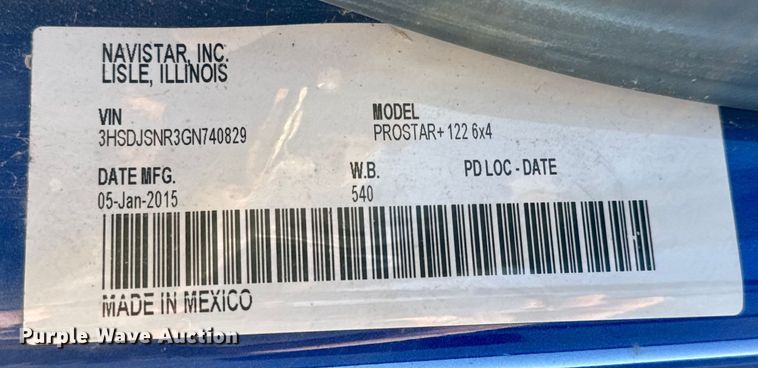 NAVISTAR, INC.
LISLE, ILLINOIS
VIN
3HSDJSNR3GN740829
MODEL
PROSTAR+ 122 6x4
DATE MFG.
05-Jan-2015
W.B.
540
PD LOC - DATE
MADE IN MEXICO
Purple Wave Auction